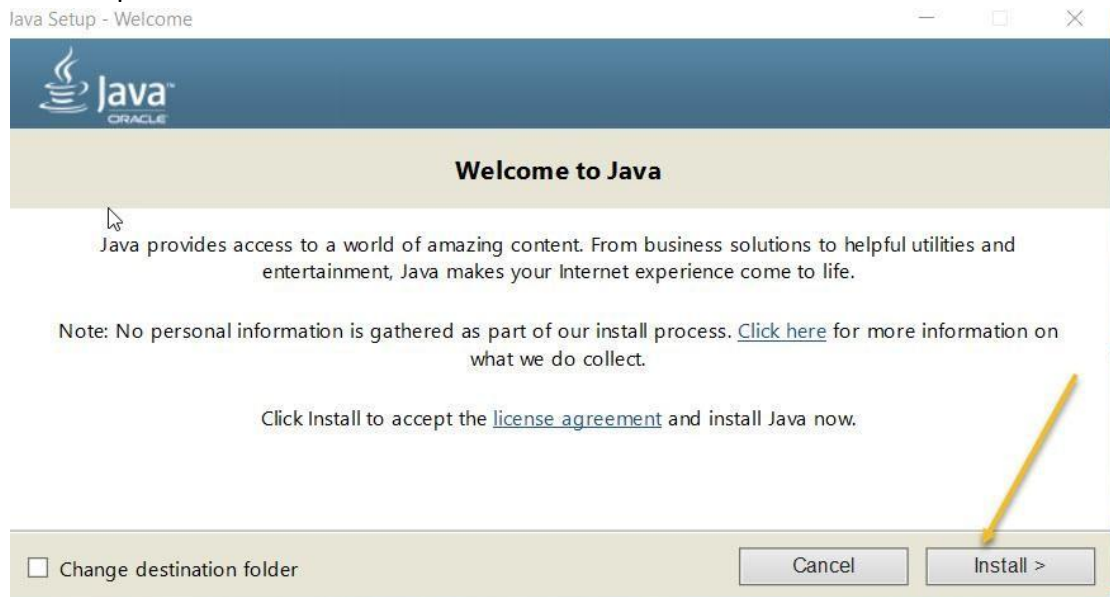 Java Setup - Welcome
Java™
ORACLE
Welcome to Java
Java provides access to a world of amazing content. From business solutions to helpful utilities and
entertainment, Java makes your Internet experience come to life.
Note: No personal information is gathered as part of our install process. Click here for more information on
what we do collect.
Click Install to accept the license agreement and install Java now.
Change destination folder
Cancel
Install >